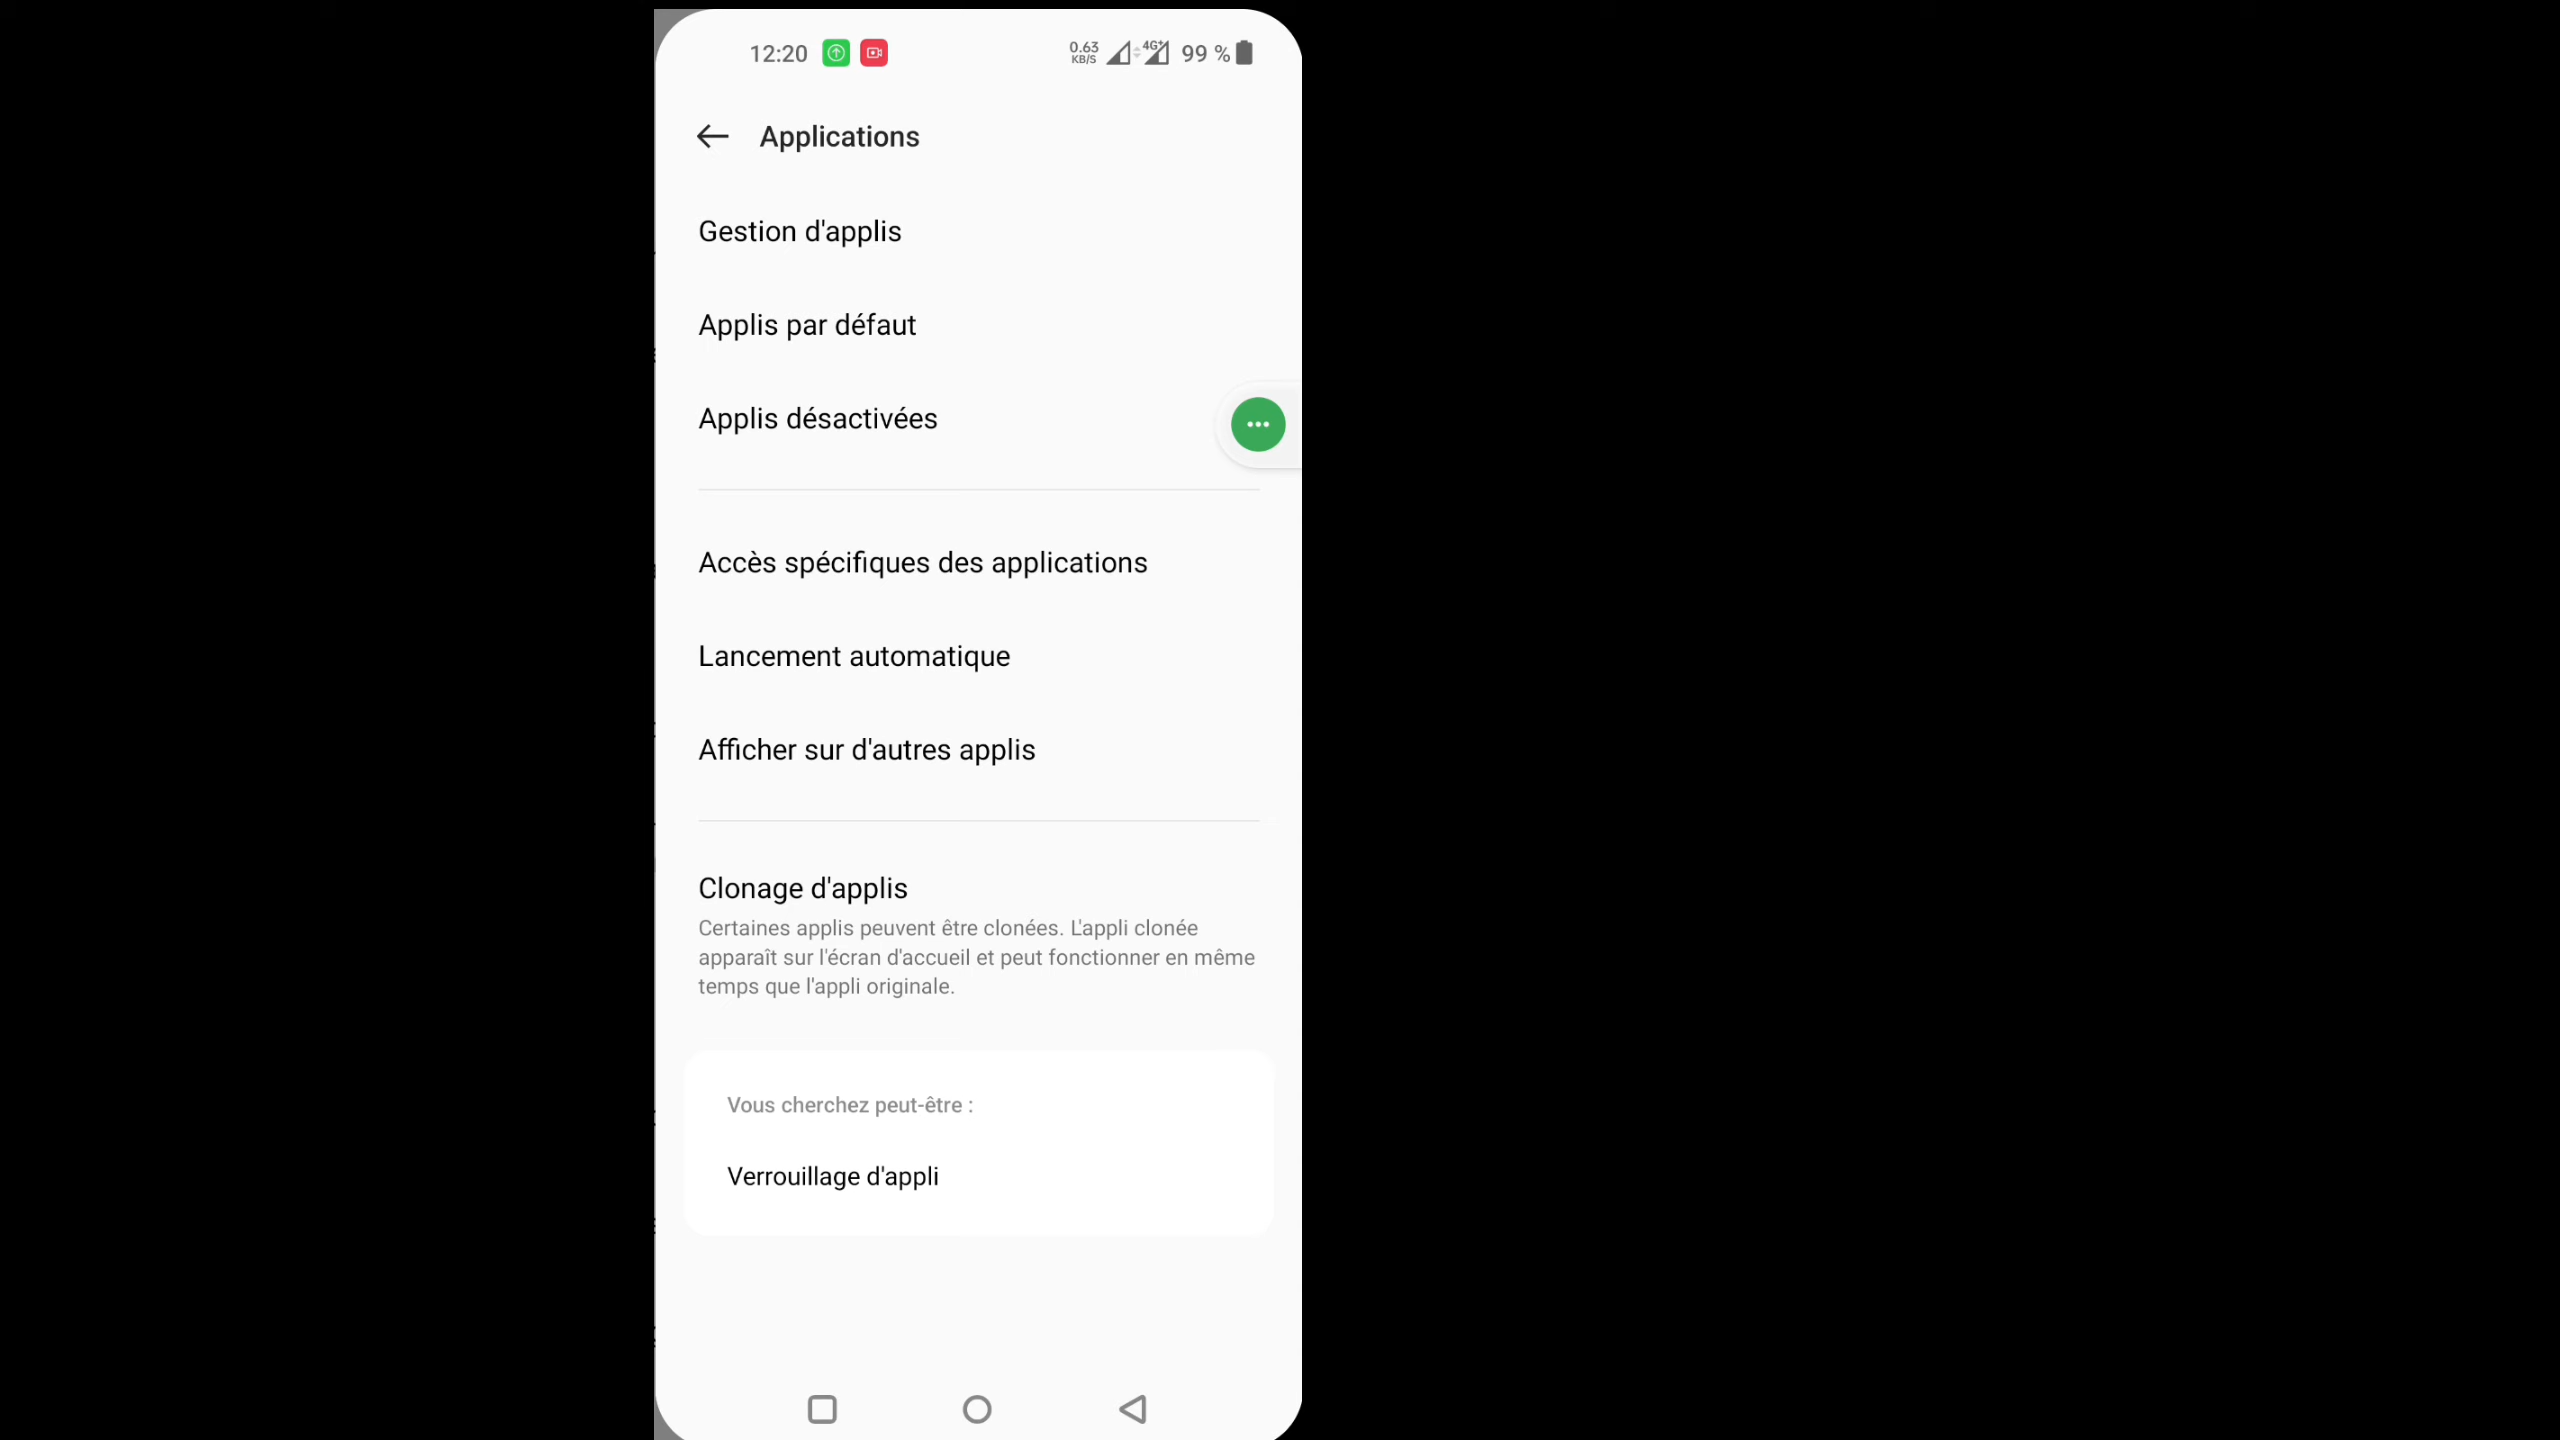 12:20
0.63
KB/S
4G+
99 %
Applications
Gestion d'applis
Applis par défaut
Applis désactivées
Accès spécifiques des applications
Lancement automatique
Afficher sur d'autres applis
Clonage d'applis
Certaines applis peuvent être clonées. L'appli clonée
apparaît sur l'écran d'accueil et peut fonctionner en même
temps que l'appli originale.
Vous cherchez peut-être :
Verrouillage d'appli